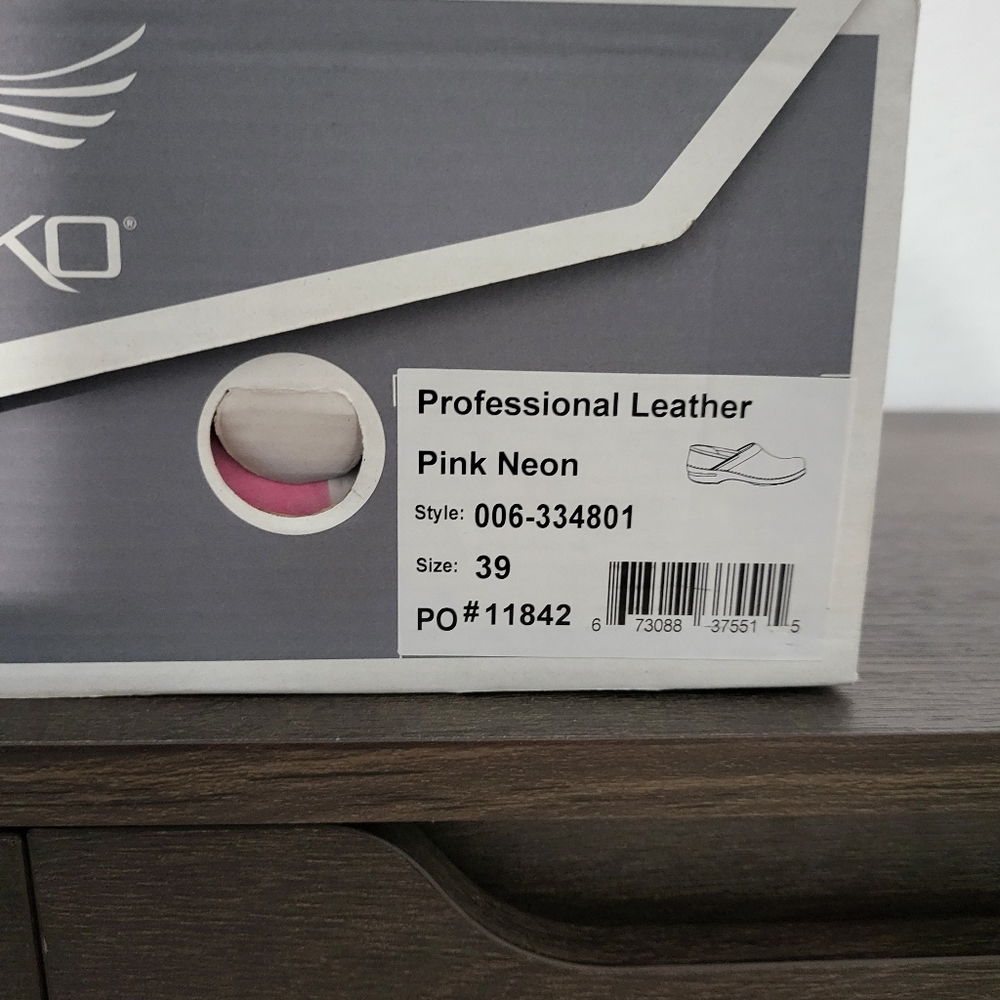 KO®
Professional Leather
Pink Neon
Style: 006-334801
Size: 39
PO#11842
6 73088 37551 5